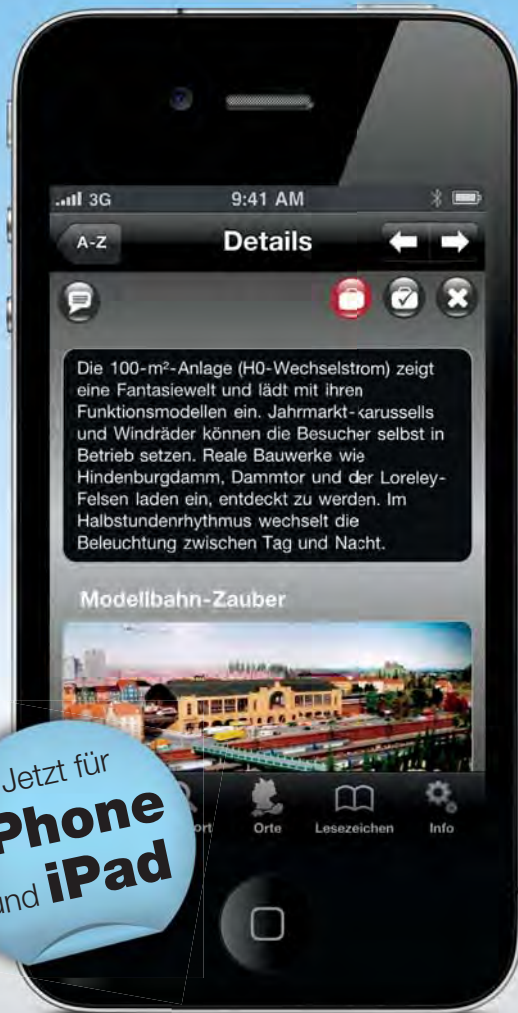 3G 9:41 AM
A-Z Details
Die 100-m²-Anlage (H0-Wechselstrom) zeigt
eine Fantasiewelt und lädt mit ihren
Funktionsmodellen ein. Jahrmarkt-karussells
und Windräder können die Besucher selbst in
Betrieb setzen. Reale Bauwerke wie
Hindenburgdamm, Dammtor und der Loreley-
Felsen laden ein, entdeckt zu werden. Im
Halbstundenrhythmus wechselt die
Beleuchtung zwischen Tag und Nacht.
Modellbahn-Zauber
Orte Lesezeichen Info
Jetzt für
Phone
und iPad